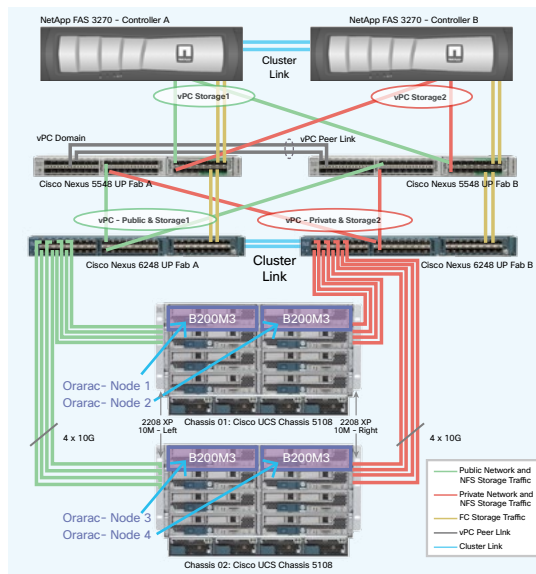 NetApp FAS 3270 - Controller A
NetApp FAS 3270 - Controller B
Cluster
Link
vPC Storage1
vPC Storage2
vPC Domain
vPC Peer Link
Cisco Nexus 5548 UP Fab A
Cisco Nexus 5548 UP Fab B
vPC - Public & Storage1
vPC - Private & Storage2
Cisco Nexus 6248 UP Fab A
Cluster
Link
Cisco Nexus 6248 UP Fab B
B200M3
B200M3
Orarac- Node 1
Orarac- Node 2
2208 XP
10M - Left
Chassis 01: Cisco UCS Chassis 5108
2208 XP
10M - Right
4 x 10G
4 x 10G
B200M3
B200M3
Orarac- Node 3
Orarac- Node 4
Chassis 02: Cisco UCS Chassis 5108
Public Network and
NFS Storage Traffic
Private Network and
NFS Storage Traffic
FC Storage Traffic
vPC Peer LInk
Cluster Link